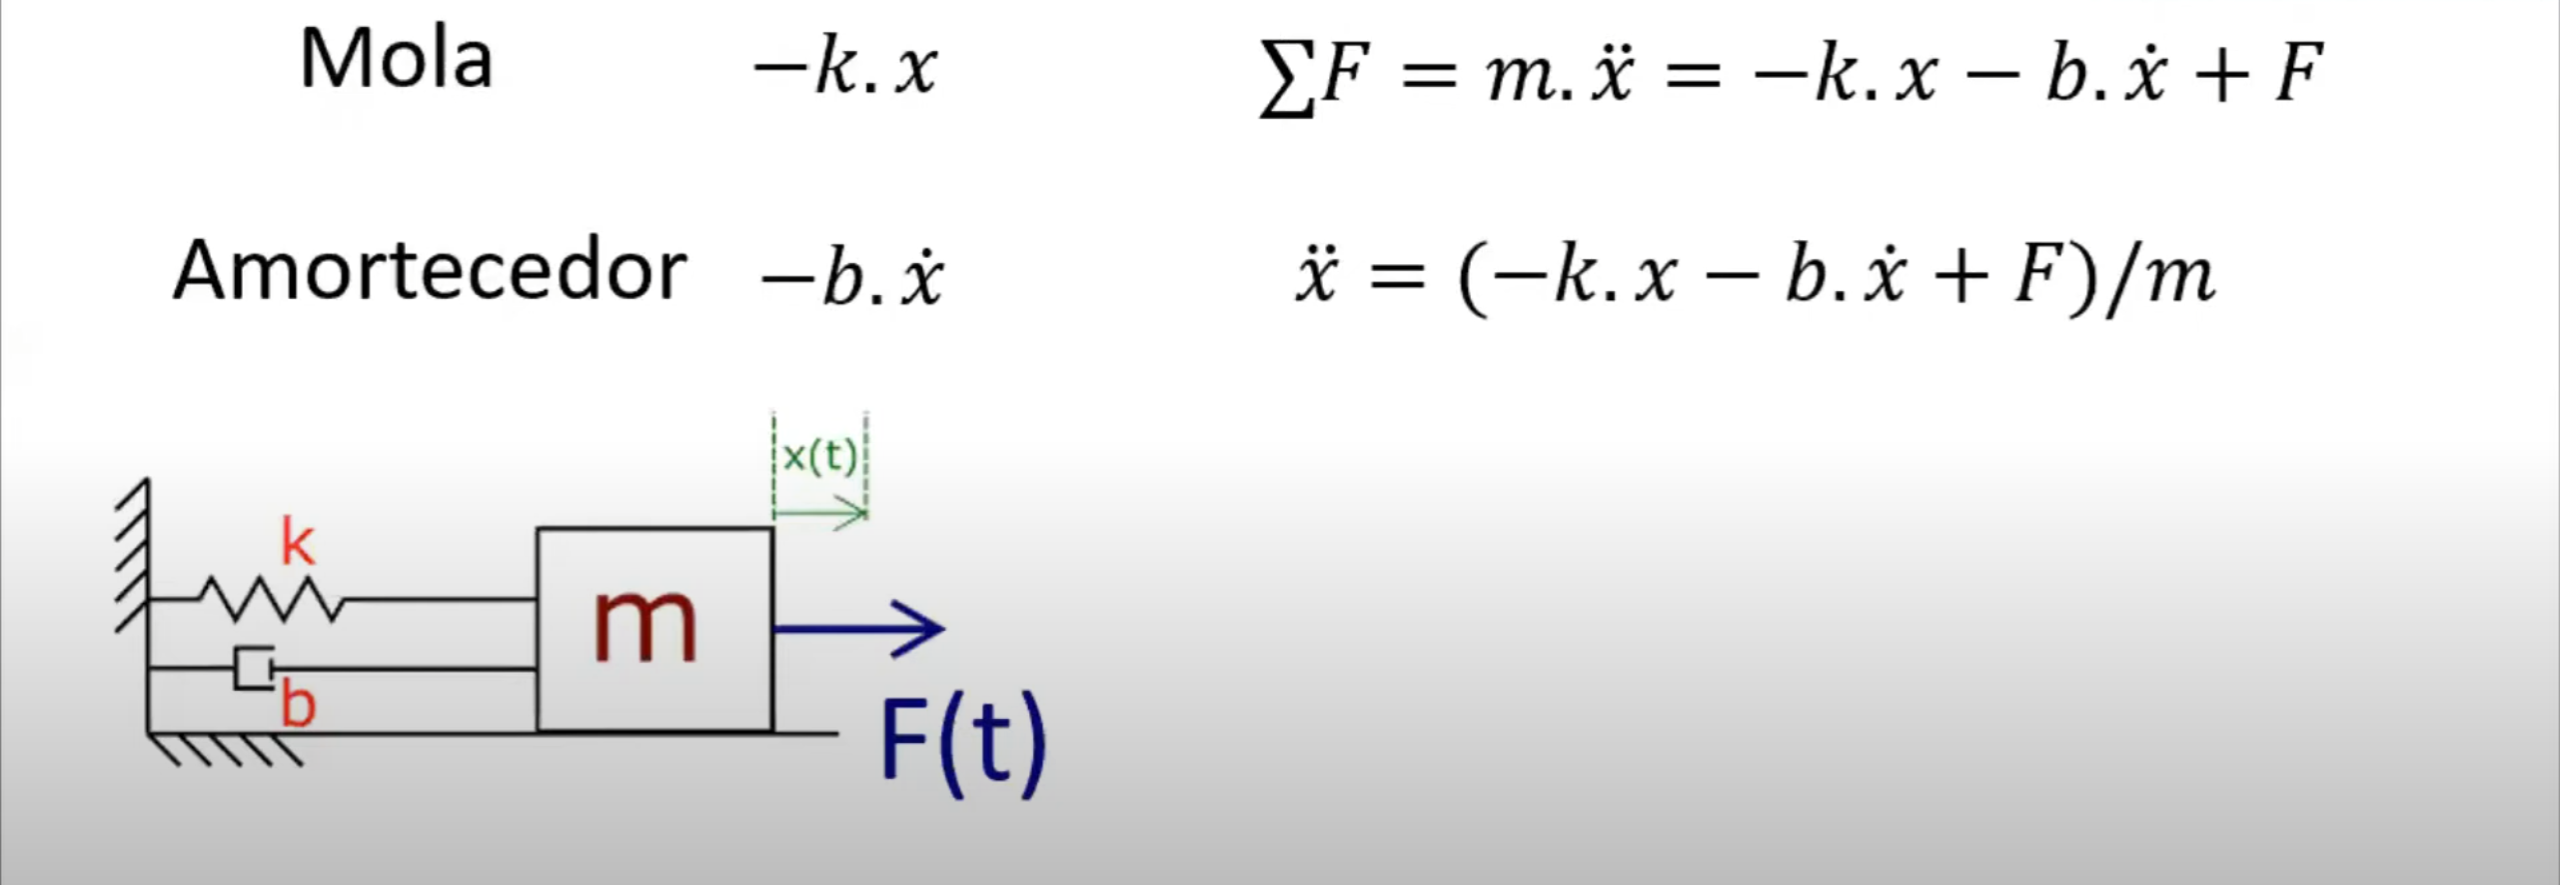 Mola −k.x ∑F = m.ẍ = −k.x − b.ẋ + F
Amortecedor −b.ẋ ẍ = (−k.x − b.ẋ + F)/m
x(t)
k
m
b
F(t)